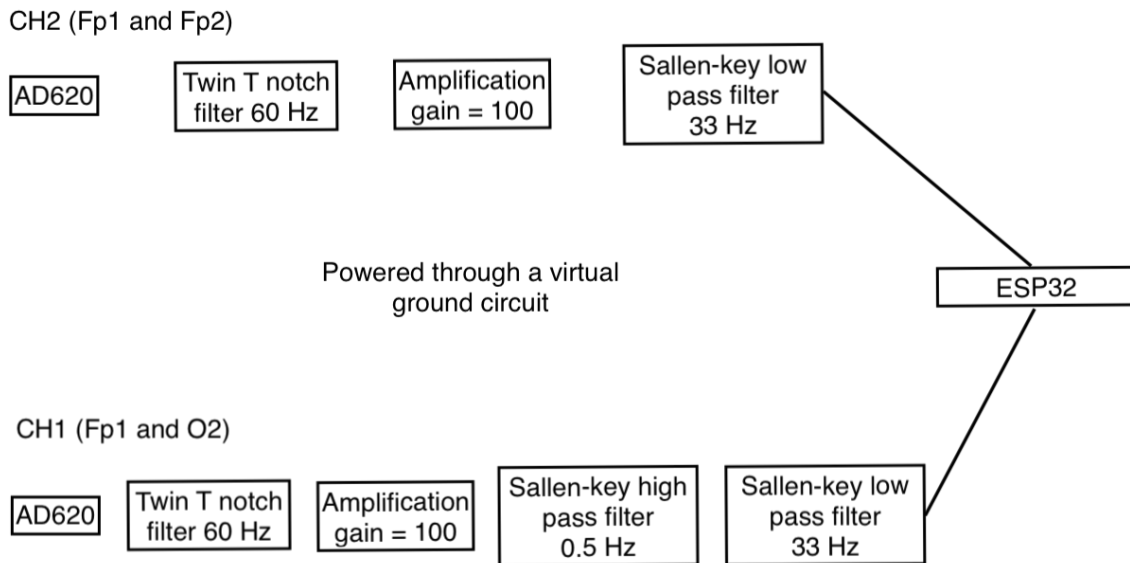 CH2 (Fp1 and Fp2)
AD620
Twin T notch
filter 60 Hz
Amplification
gain = 100
Sallen-key low
pass filter
33 Hz
Powered through a virtual
ground circuit
ESP32
CH1 (Fp1 and O2)
AD620
Twin T notch
filter 60 Hz
Amplification
gain = 100
Sallen-key high
pass filter
0.5 Hz
Sallen-key low
pass filter
33 Hz